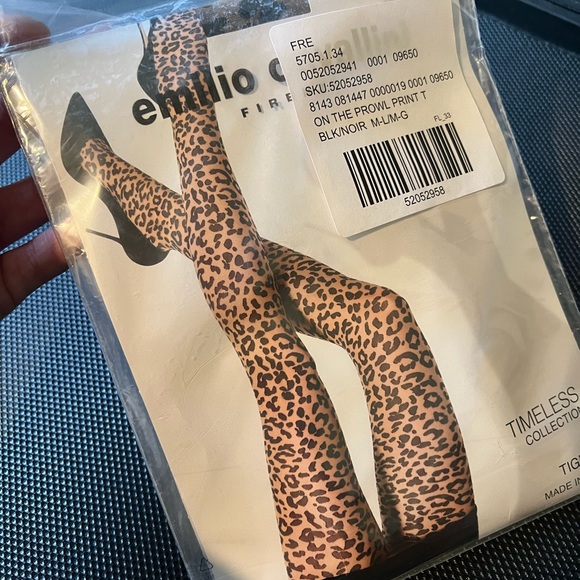 emilio c
FIRE
FRE
5705.1.34
0052052941 0001 09650
SKU:52052958
8143 081447 0000019 0001 09650
ON THE PROWL PRINT T
BLK/NOIR M-L/M-G
FL_33
52052958
TIMELESS
COLLECTION
TIG
MADE IN